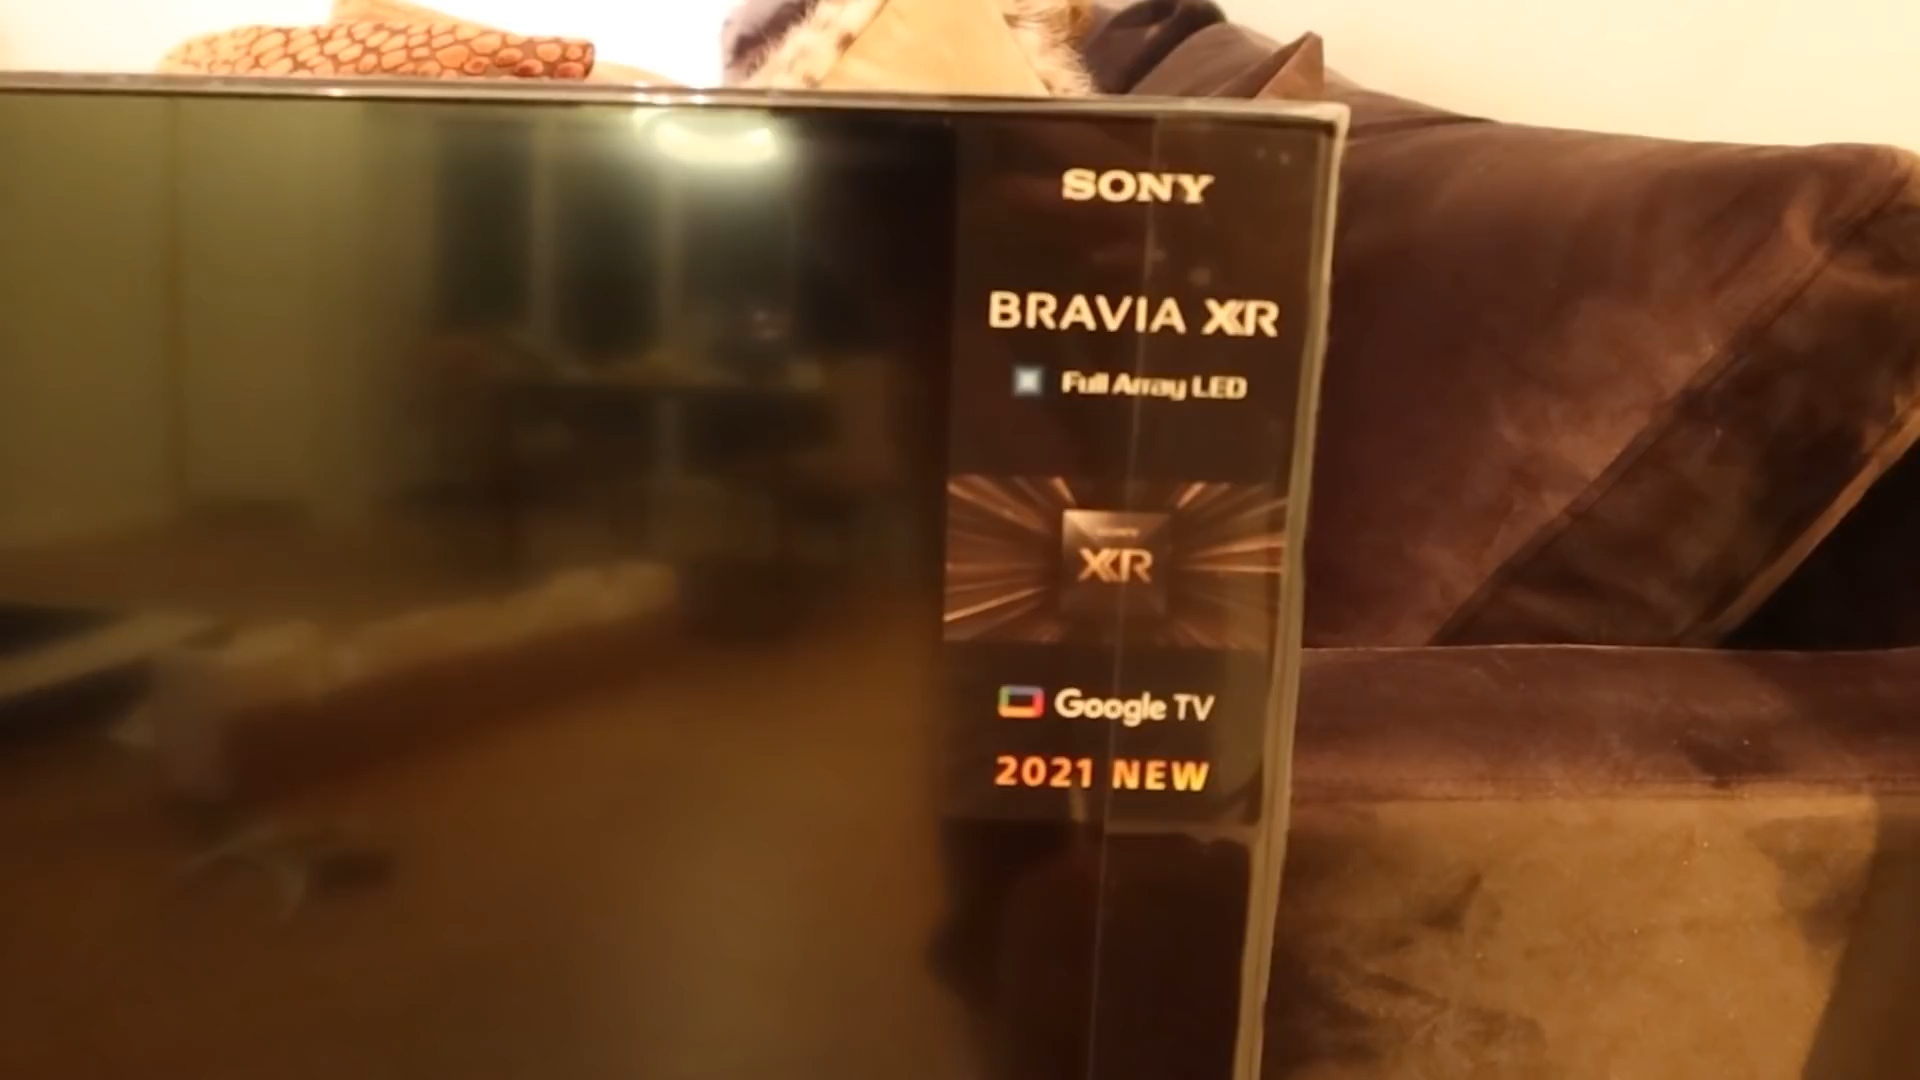 SONY
BRAVIA XR
Full Array LED
XR
Google TV
2021 NEW